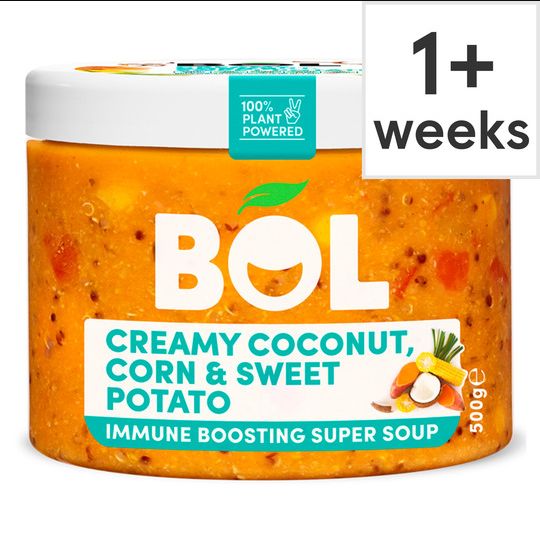 1+
weeks
100%
PLANT
POWERED
BOL
CREAMY COCONUT,
CORN & SWEET
POTATO
IMMUNE BOOSTING SUPER SOUP
500g℮